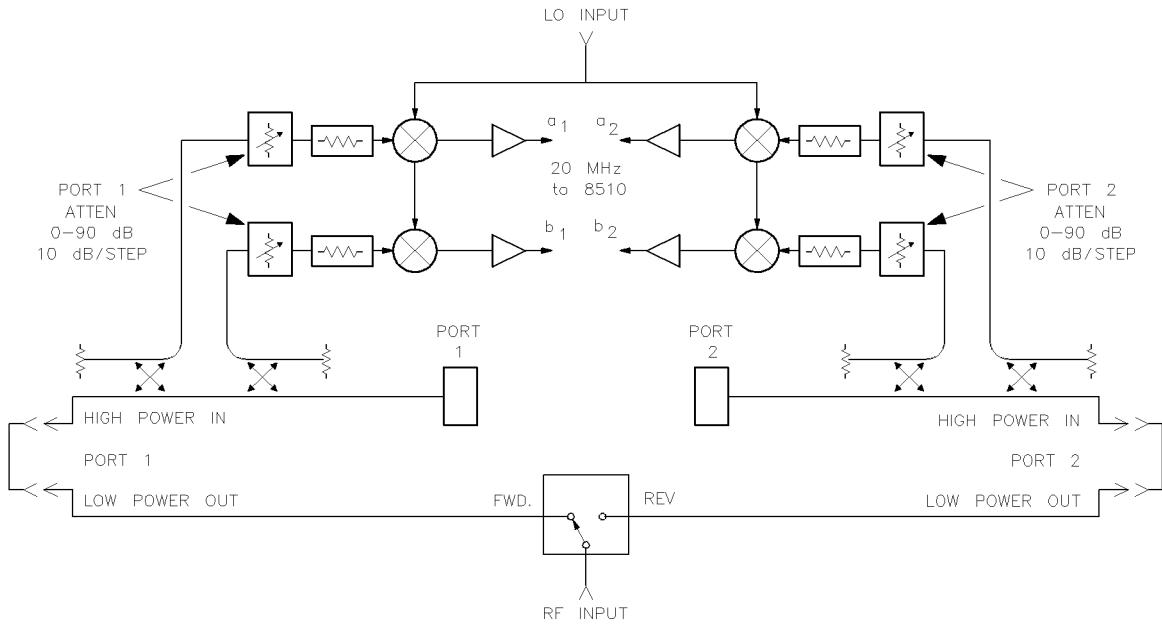 LO INPUT
a1
a2
20 MHz
to 8510
b1
b2
PORT 1
ATTEN
0-90 dB
10 dB/STEP
PORT 2
ATTEN
0-90 dB
10 dB/STEP
PORT
1
PORT
2
HIGH POWER IN
HIGH POWER IN
PORT 1
PORT 2
LOW POWER OUT
FWD.
REV
LOW POWER OUT
RF INPUT